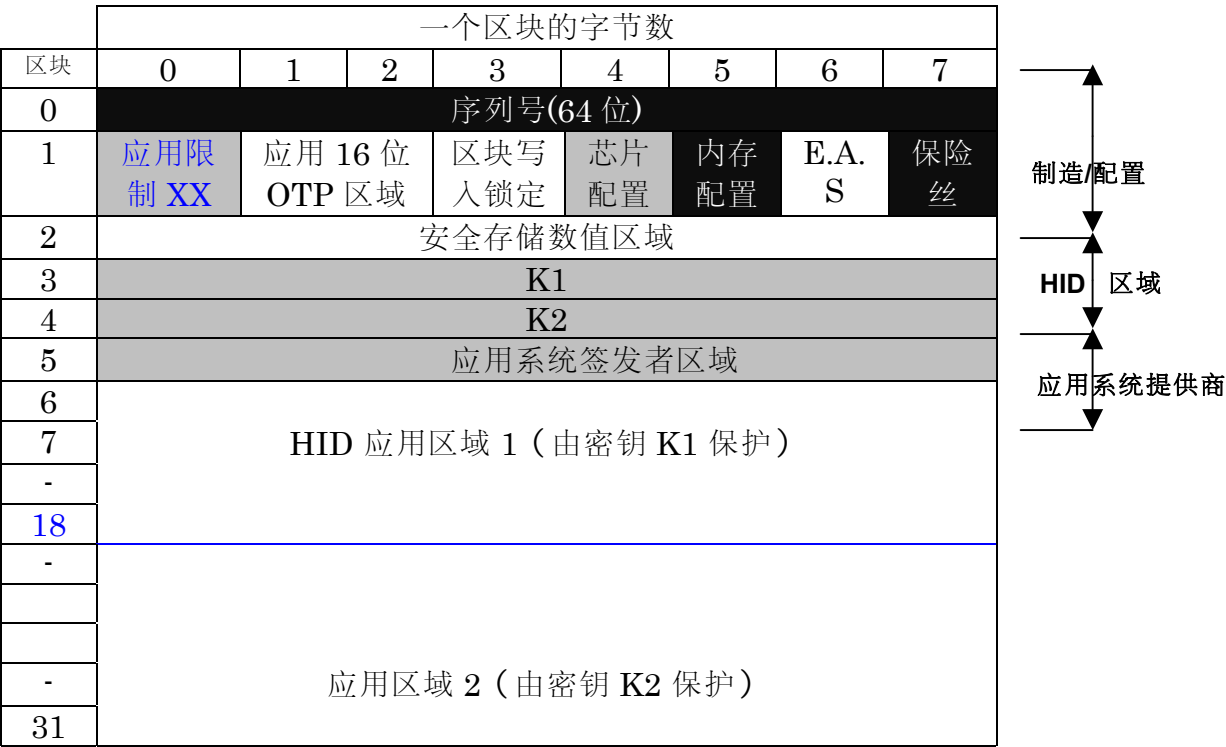 一个区块的字节数
区块 0 1 2 3 4 5 6 7
0 序列号(64 位)
1 应用限 应用 16 位 区块写 芯片 内存 E.A. 保险
制 XX OTP 区域 入锁定 配置 配置 S 丝
制造/配置
2 安全存储数值区域
3 K1
HID 区域
4 K2
5 应用系统签发者区域
应用系统提供商
6
7 HID 应用区域 1（由密钥 K1 保护）
-
18
-
- 应用区域 2（由密钥 K2 保护）
31